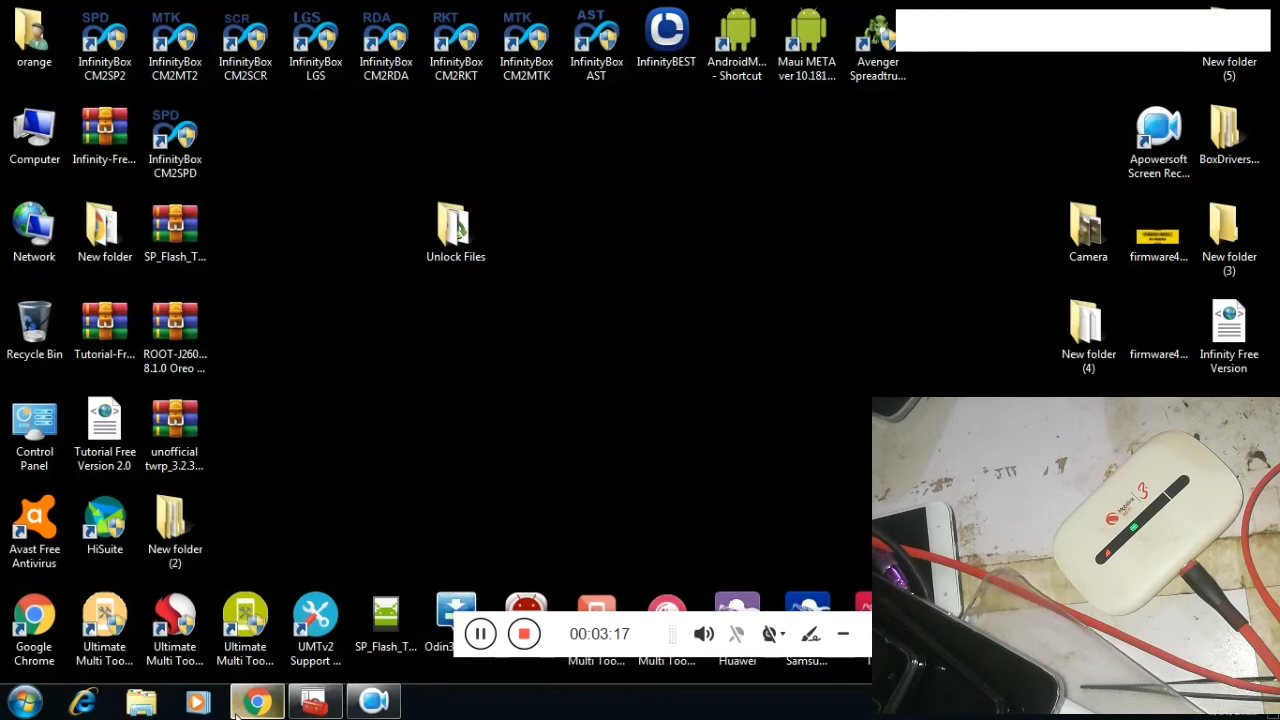 orange
SPD
InfinityBox
CM2SP2
MTK
InfinityBox
CM2MT2
SCR
InfinityBox
CM2SCR
LGS
InfinityBox
LGS
RDA
InfinityBox
CM2RDA
RKT
InfinityBox
CM2RKT
MTK
InfinityBox
CM2MTK
AST
InfinityBox
AST
InfinityBEST
AndroidM...
- Shortcut
Maui META
ver 10.181...
Avenger
Spreadtru...
New folder
(5)
Computer
Infinity-Fre...
SPD
InfinityBox
CM2SPD
Apowersoft
Screen Rec...
BoxDrivers...
Network
New folder
SP_Flash_T...
Unlock Files
Camera
firmware4...
New folder
(3)
Recycle Bin
Tutorial-Fr...
ROOT-J260...
8.1.0 Oreo ...
New folder
(4)
firmware4...
Infinity Free
Version
Control
Panel
Tutorial Free
Version 2.0
unofficial
twrp_3.2.3...
Avast Free
Antivirus
HiSuite
New folder
(2)
Google
Chrome
Ultimate
Multi Too...
Ultimate
Multi Too...
Ultimate
Multi Too...
UMTv2
Support ...
SP_Flash_T...
Odin3
00:03:17
Multi Too...
Multi Too...
Huawei
Samsu...